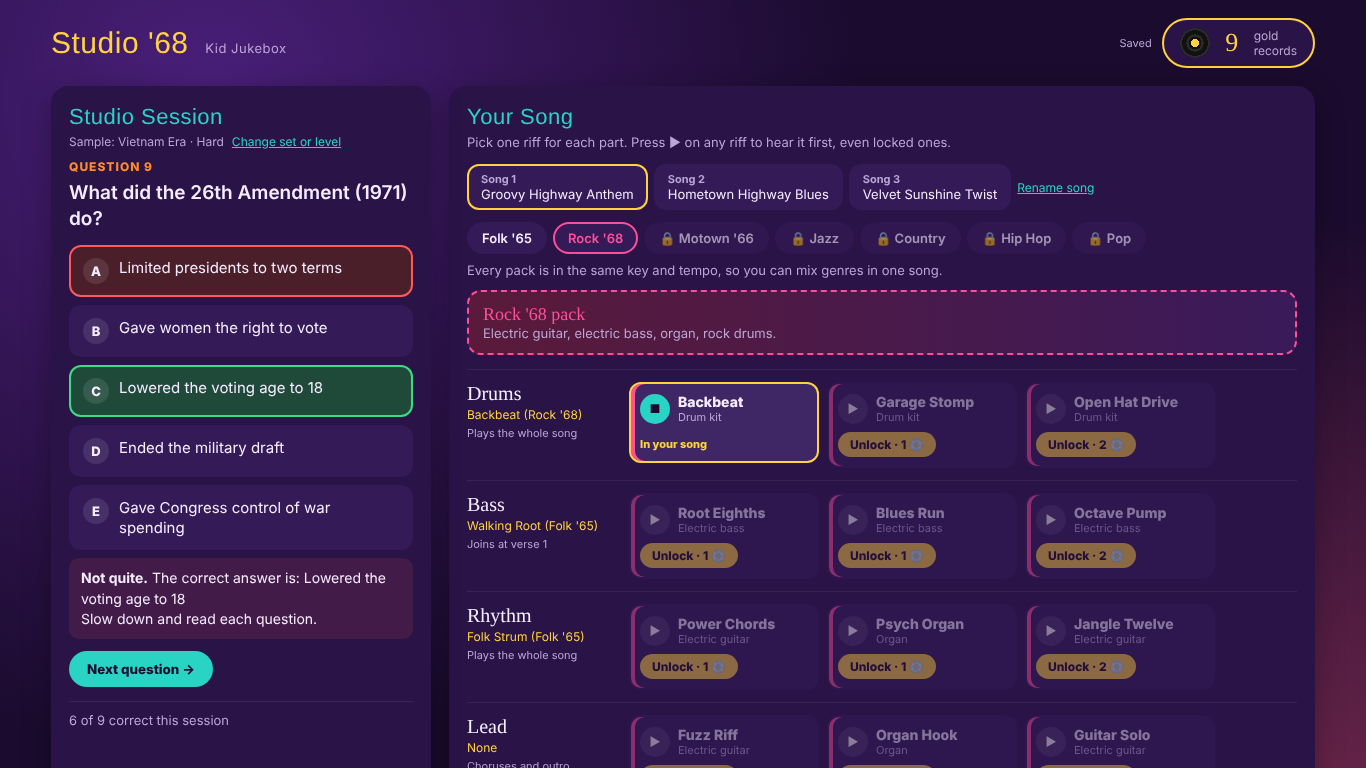 Studio '68
Kid Jukebox
Saved
9
gold
records
Studio Session
Sample: Vietnam Era · Hard Change set or level
QUESTION 9
What did the 26th Amendment (1971)
do?
A Limited presidents to two terms
B Gave women the right to vote
C Lowered the voting age to 18
D Ended the military draft
E Gave Congress control of war
spending
Not quite. The correct answer is: Lowered the
voting age to 18
Slow down and read each question.
Next question →
6 of 9 correct this session
Your Song
Pick one riff for each part. Press ▶ on any riff to hear it first, even locked ones.
Song 1
Groovy Highway Anthem
Song 2
Hometown Highway Blues
Song 3
Velvet Sunshine Twist
Rename song
Folk '65
Rock '68
🔒 Motown '66
🔒 Jazz
🔒 Country
🔒 Hip Hop
🔒 Pop
Every pack is in the same key and tempo, so you can mix genres in one song.
Rock '68 pack
Electric guitar, electric bass, organ, rock drums.
Drums
Backbeat (Rock '68)
Plays the whole song
Backbeat
Drum kit
In your song
Garage Stomp
Drum kit
Unlock · 1
Open Hat Drive
Drum kit
Unlock · 2
Bass
Walking Root (Folk '65)
Joins at verse 1
Root Eighths
Electric bass
Unlock · 1
Blues Run
Electric bass
Unlock · 1
Octave Pump
Electric bass
Unlock · 2
Rhythm
Folk Strum (Folk '65)
Plays the whole song
Power Chords
Electric guitar
Unlock · 1
Psych Organ
Organ
Unlock · 1
Jangle Twelve
Electric guitar
Unlock · 2
Lead
None
Choruses and outro
Fuzz Riff
Electric guitar
Organ Hook
Organ
Guitar Solo
Electric guitar